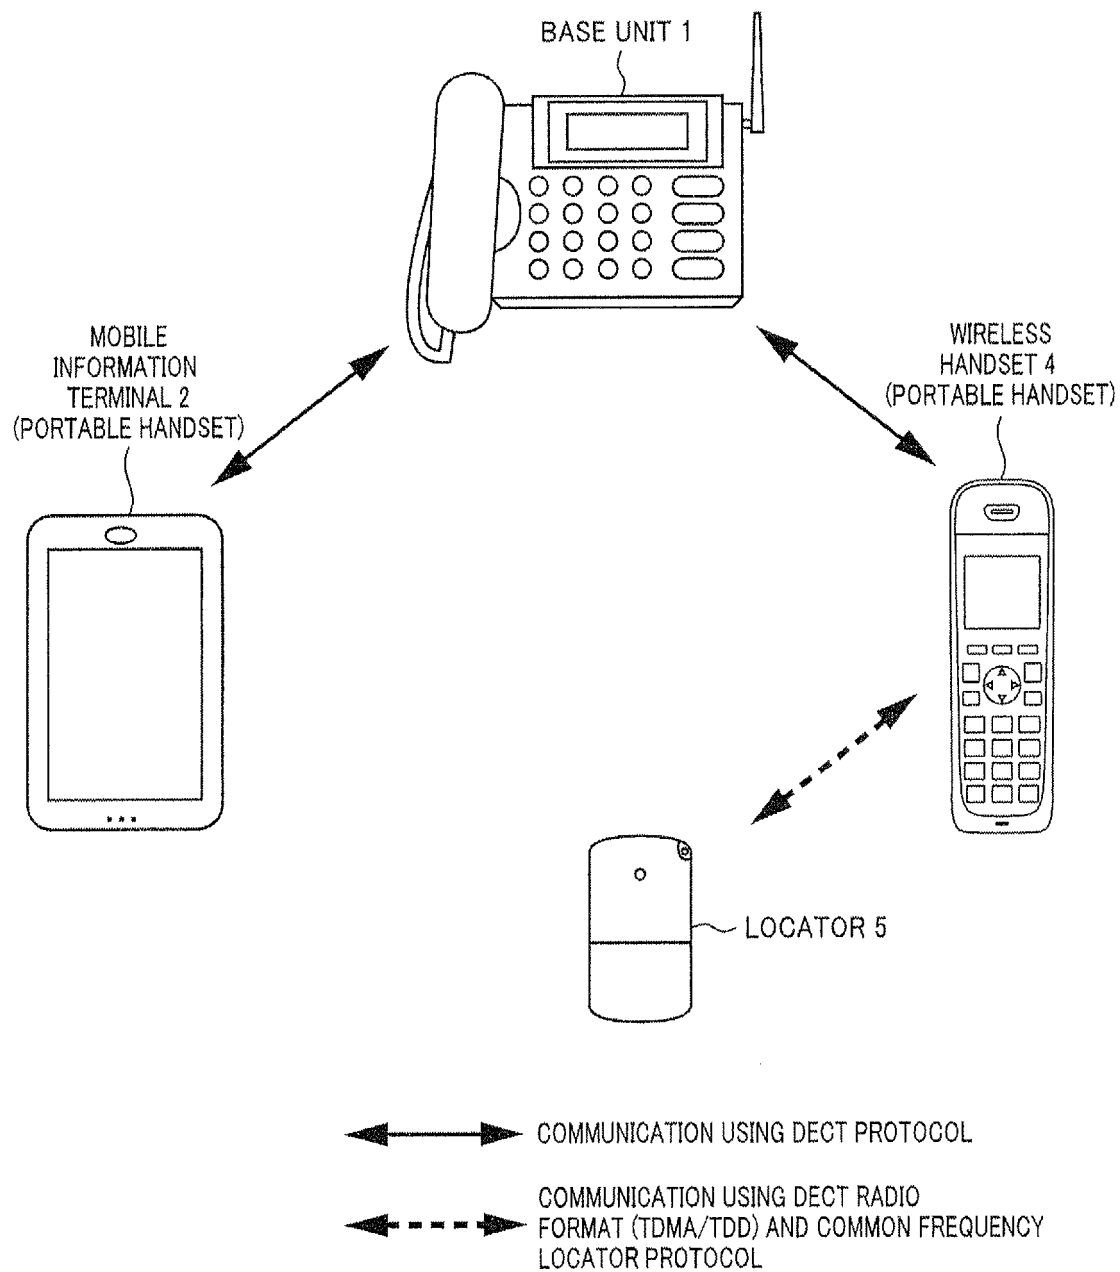 BASE UNIT 1
MOBILE
INFORMATION
TERMINAL 2
(PORTABLE HANDSET)
WIRELESS
HANDSET 4
(PORTABLE HANDSET)
LOCATOR 5
COMMUNICATION USING DECT PROTOCOL
COMMUNICATION USING DECT RADIO
FORMAT (TDMA/TDD) AND COMMON FREQUENCY
LOCATOR PROTOCOL